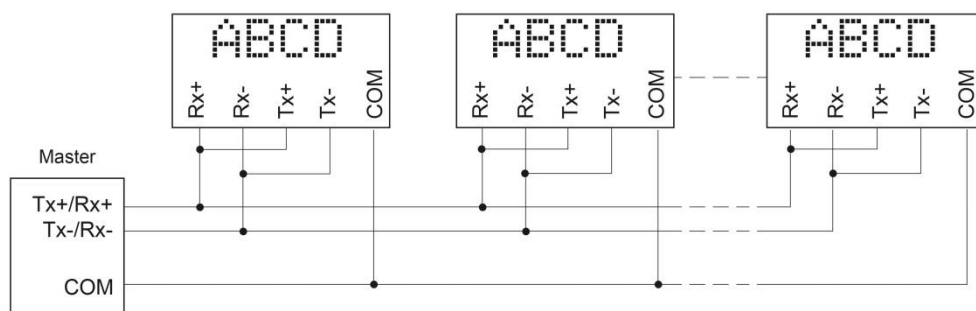 ABCD ABCD ABCD
Rx+ Rx- Tx+ Tx- COM Rx+ Rx- Tx+ Tx- COM Rx+ Rx- Tx+ Tx- COM
Master
Tx+/Rx+
Tx-/Rx-
COM